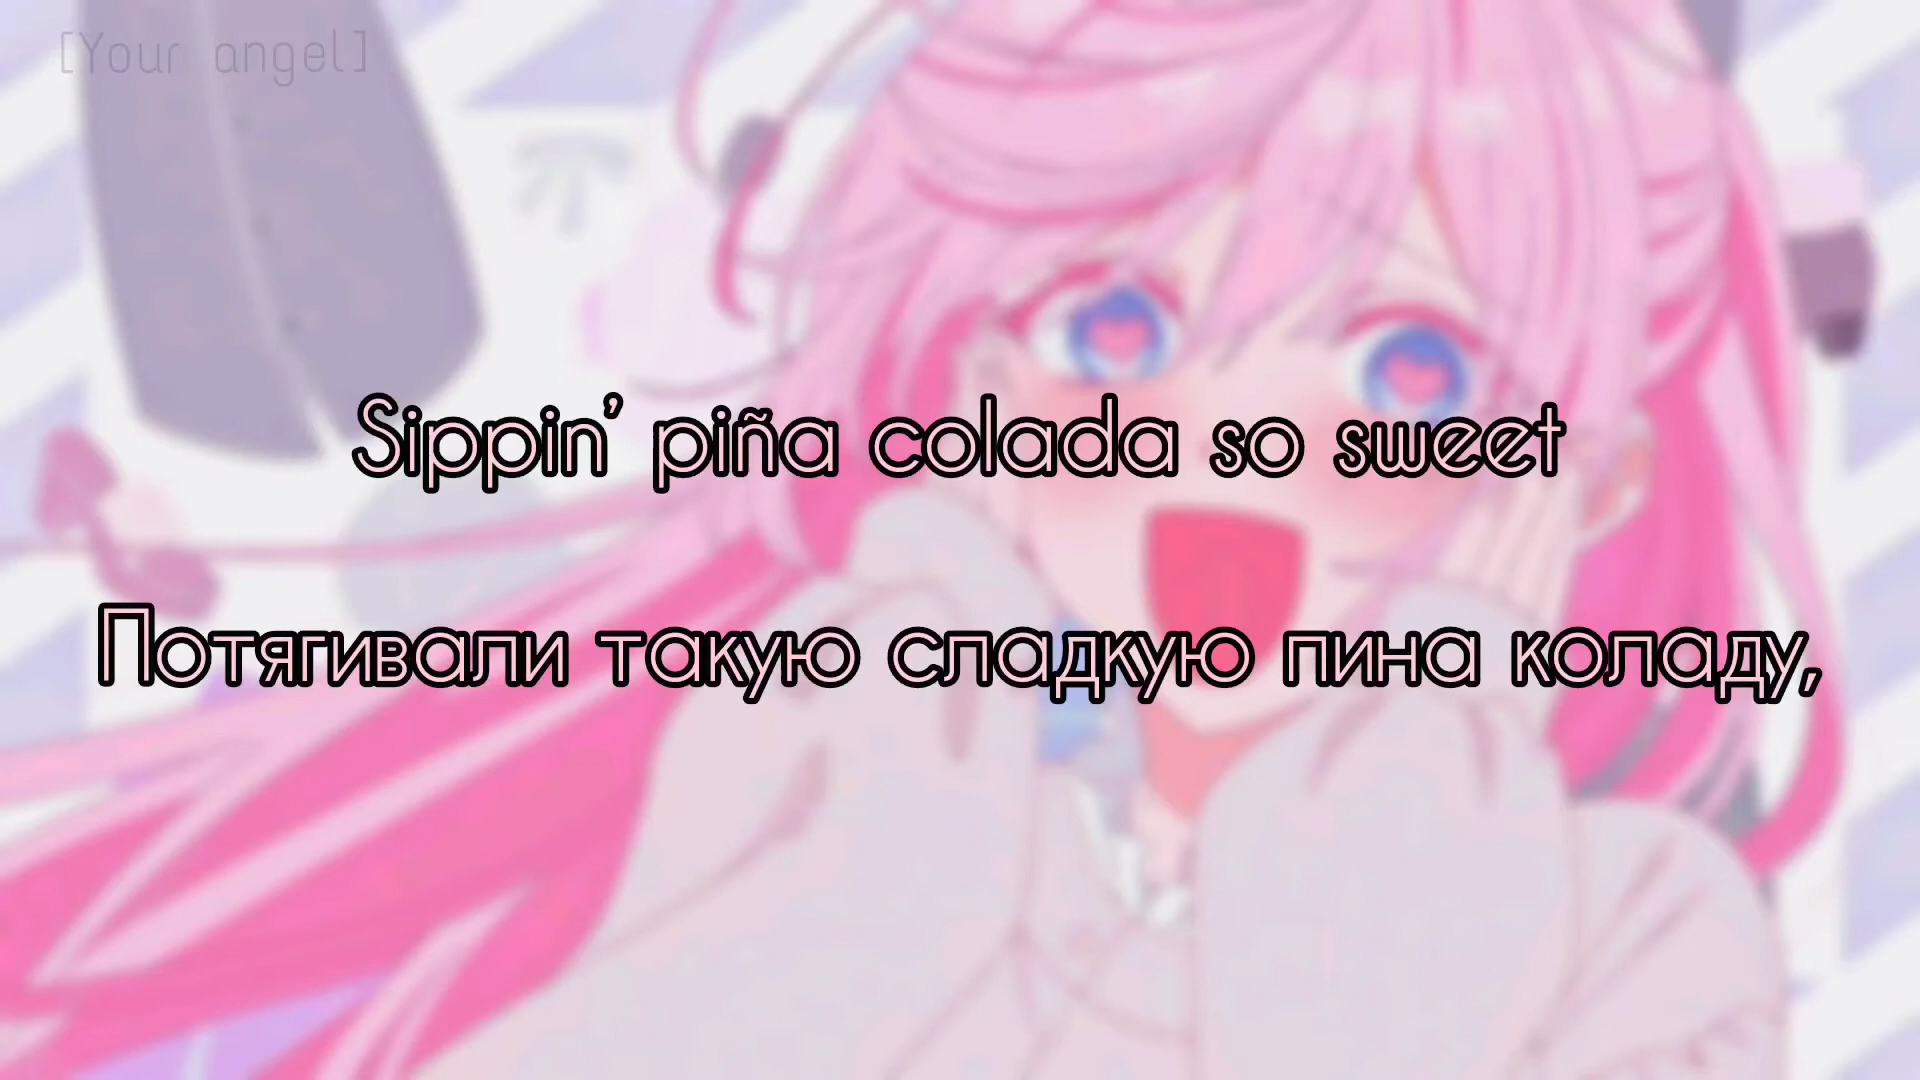 [Your angel]
Sippin’ piña colada so sweet
Потягивали такую сладкую пина коладу,